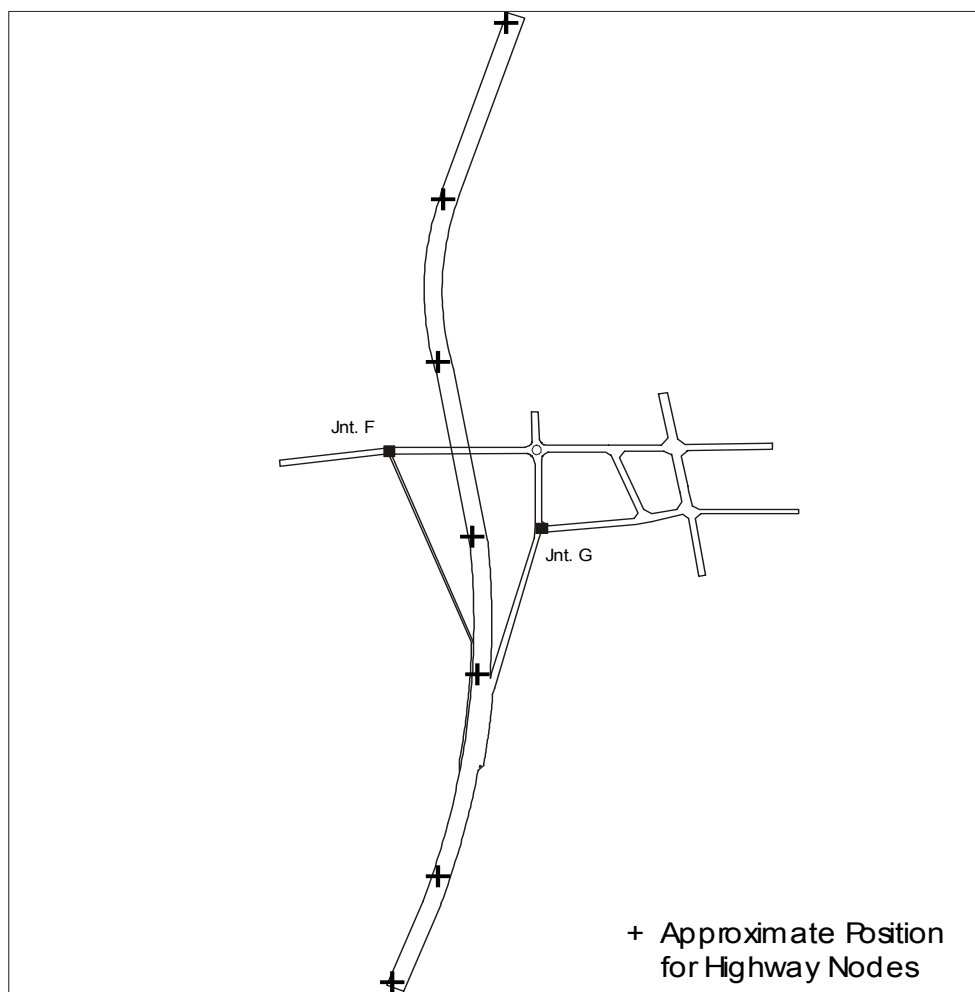 Jnt. F
Jnt. G
+ Approximate Position
for Highway Nodes